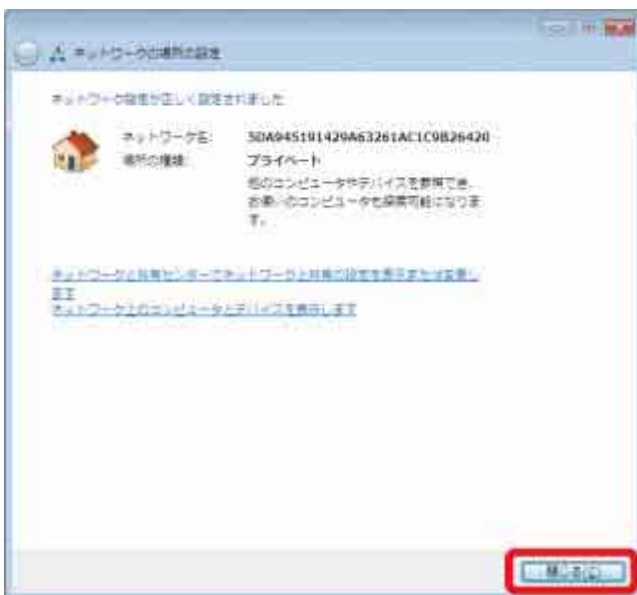 ネットワークの場所の設定
ネットワーク設定が正しく設定されました
ネットワーク名:
5DA945191429A63261AC1C9B26420
場所の種類:
プライベート
他のコンピュータやデバイスを参照でき、
お使いのコンピュータも探索可能になりま
す。
ネットワークと共有センターでネットワークと共有の設定を表示または変更し
ます
ネットワーク上のコンピュータとデバイスを表示します
閉じる(C)